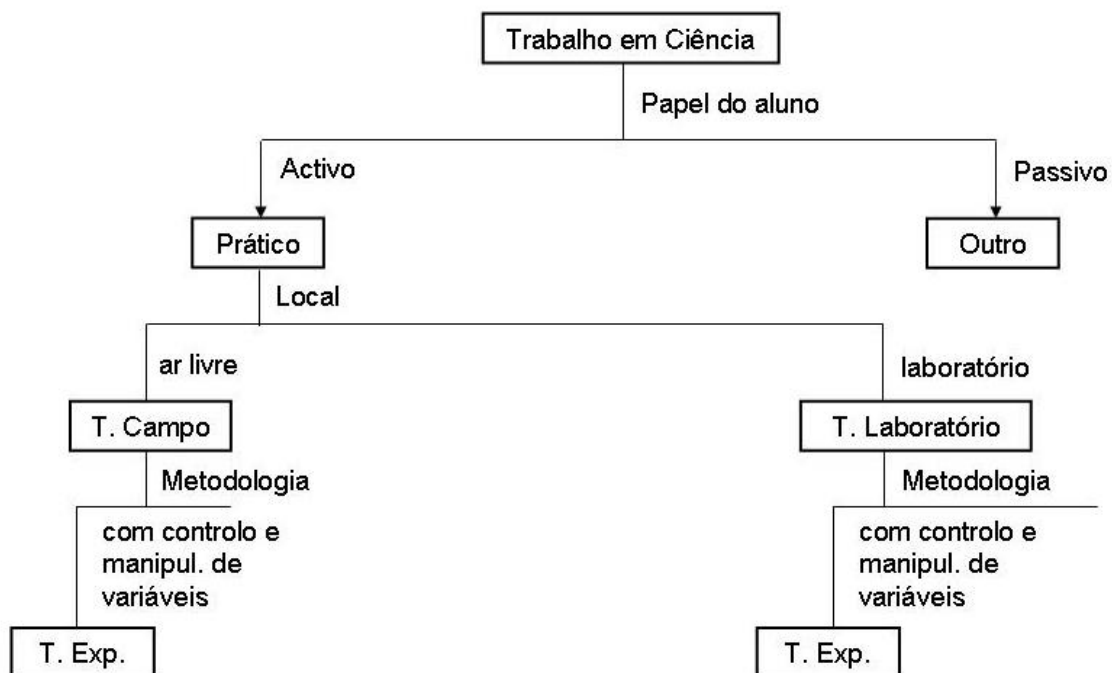 Trabalho em Ciência
Papel do aluno
Activo
Passivo
Prático
Outro
Local
ar livre
laboratório
T. Campo
T. Laboratório
Metodologia
Metodologia
com controlo e
manipul. de
variáveis
com controlo e
manipul. de
variáveis
T. Exp.
T. Exp.